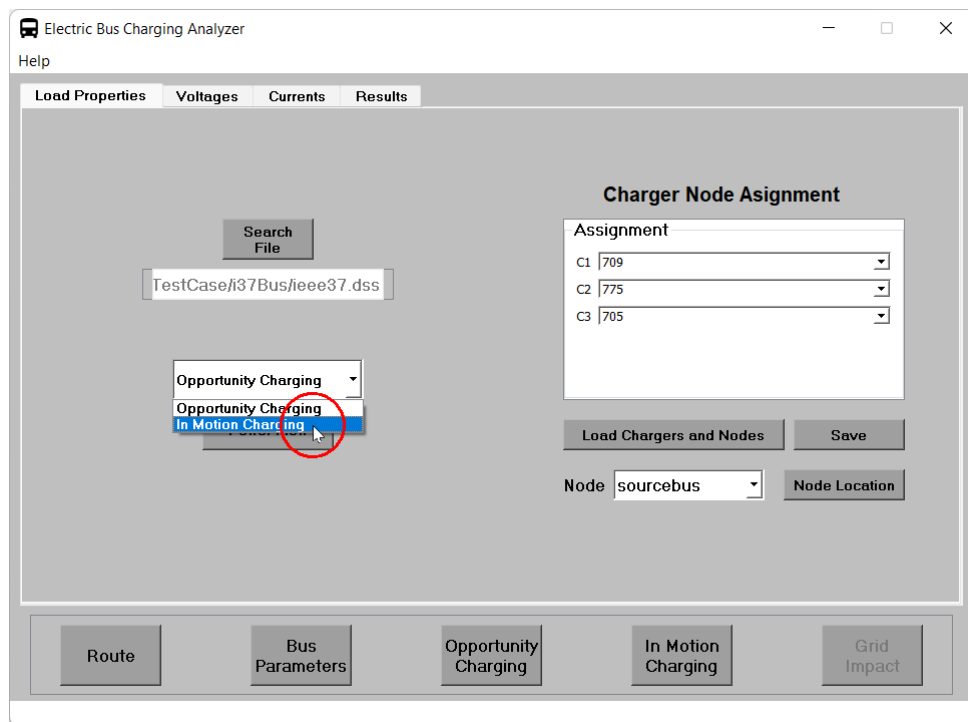 Electric Bus Charging Analyzer
Help
Load Properties
Voltages
Currents
Results
Search
File
TestCase/i37Bus/ieee37.dss
Opportunity Charging
Opportunity Charging
In Motion Charging
Charger Node Asignment
Assignment
C1 709
C2 775
C3 705
Load Chargers and Nodes
Save
Node sourcebus
Node Location
Route
Bus
Parameters
Opportunity
Charging
In Motion
Charging
Grid
Impact